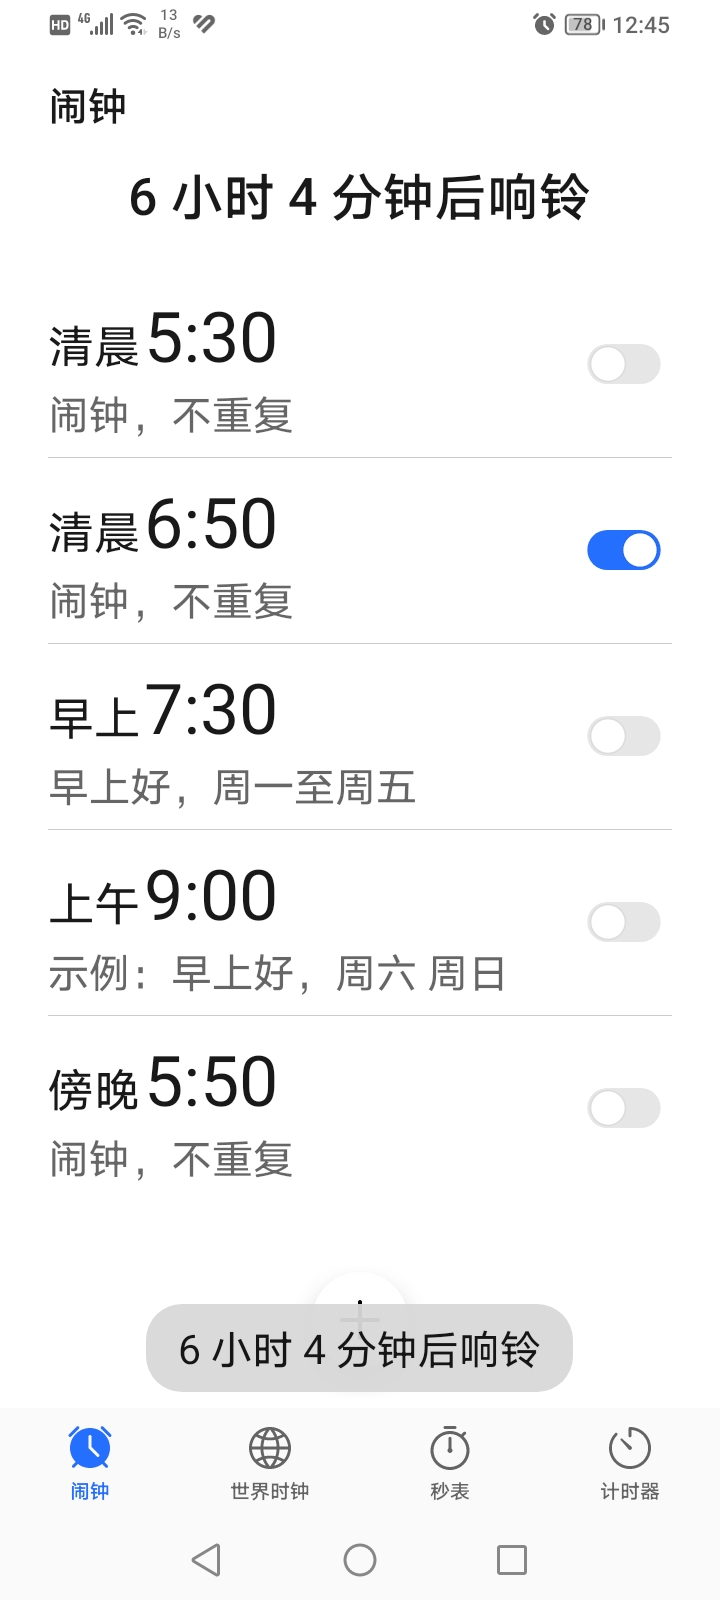 HD 4G 13 B/s 78 12:45
闹钟
6 小时 4 分钟后响铃
清晨5:30
闹钟，不重复
清晨6:50
闹钟，不重复
早上7:30
早上好，周一至周五
上午9:00
示例：早上好，周六 周日
傍晚5:50
闹钟，不重复
6 小时 4 分钟后响铃
闹钟 世界时钟 秒表 计时器